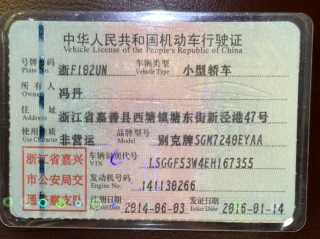 中华人民共和国机动车行驶证
Vehicle License of the People's Republic of China
号牌号码 浙F102UN 车辆类型 小型轿车
Plate No. Vehicle Type
所有人 冯丹
Owner
住址 浙江省嘉善县西塘镇塘东街新泾港47号
Address
使用性质 非营运 品牌型号 别克牌SGM7240EYAA
Use Character Model
浙江省嘉兴市公安局交通警察支队
车辆识别代号 LSGGF53W4EH167355
VIN
发动机号码 141130266
Engine No.
注册日期 2014-06-03 发证日期 2016-01-14
Register Date Issue Date